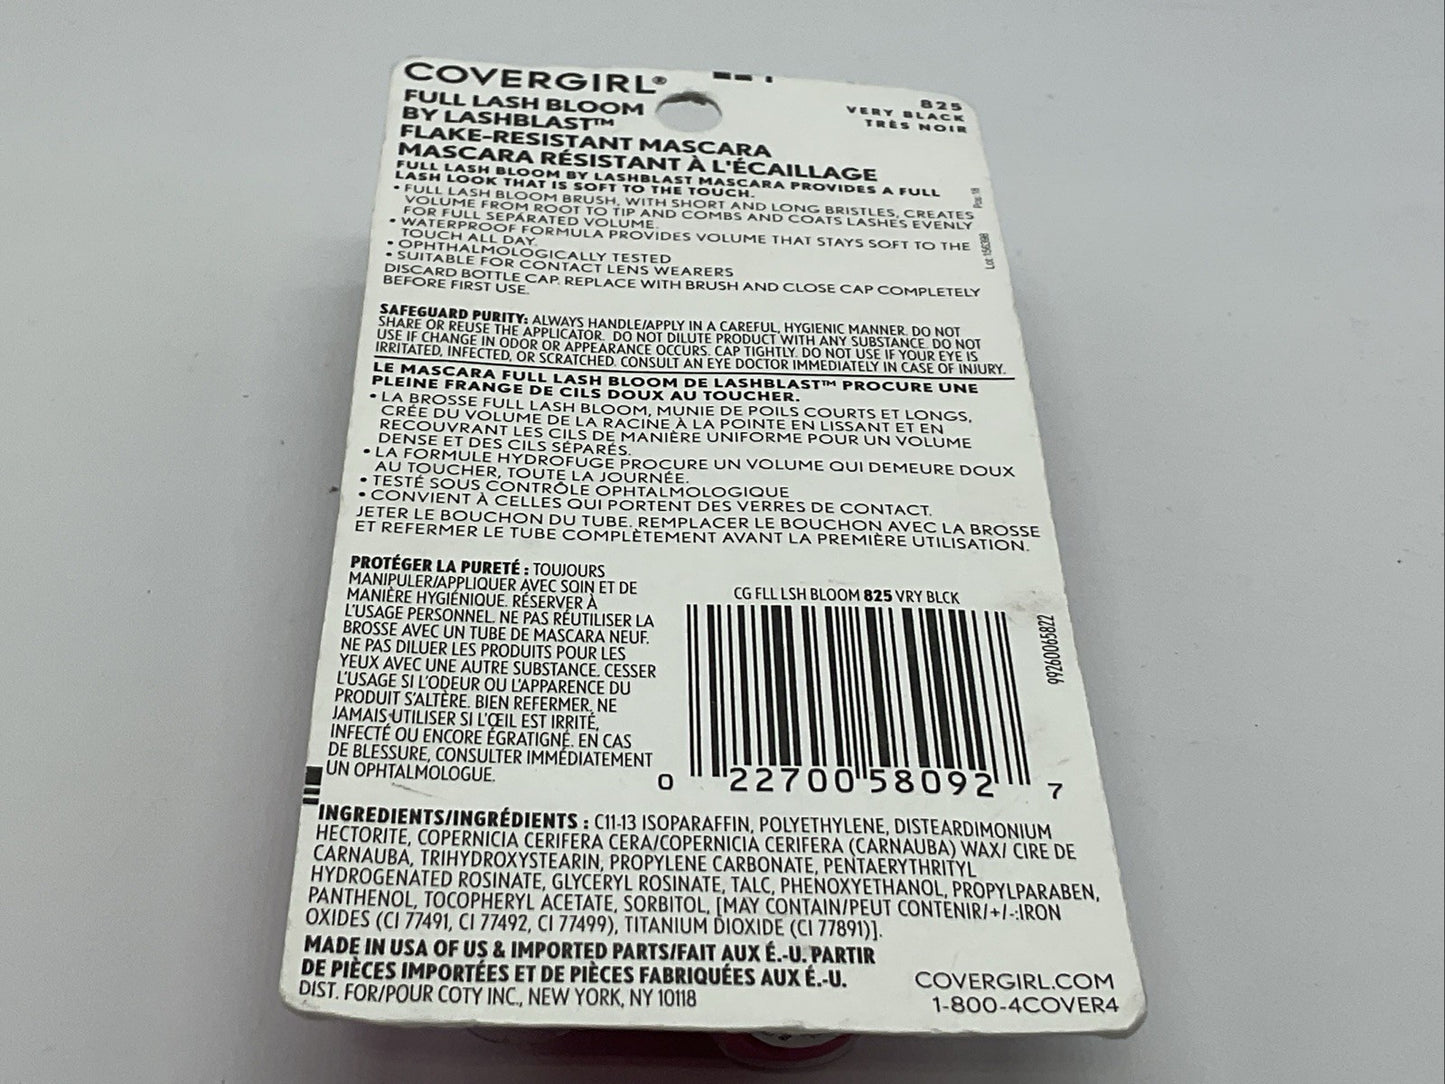 COVERGIRL®
FULL LASH BLOOM
BY LASHBLAST™
FLAKE-RESISTANT MASCARA
MASCARA RÉSISTANT À L'ÉCAILLAGE
825
VERY BLACK
TRÈS NOIR
FULL LASH BLOOM BY LASHBLAST MASCARA PROVIDES A FULL
LASH LOOK THAT IS SOFT TO THE TOUCH.
• FULL LASH BLOOM BRUSH, WITH SHORT AND LONG BRISTLES, CREATES
VOLUME FROM ROOT TO TIP AND COMBS AND COATS LASHES EVENLY
FOR FULL SEPARATED VOLUME.
• WATERPROOF FORMULA PROVIDES VOLUME THAT STAYS SOFT TO THE
TOUCH ALL DAY.
• OPHTHALMOLOGICALLY TESTED
• SUITABLE FOR CONTACT LENS WEARERS
DISCARD BOTTLE CAP. REPLACE WITH BRUSH AND CLOSE CAP COMPLETELY
BEFORE FIRST USE.
SAFEGUARD PURITY: ALWAYS HANDLE/APPLY IN A CAREFUL, HYGIENIC MANNER. DO NOT
SHARE OR REUSE THE APPLICATOR. DO NOT DILUTE PRODUCT WITH ANY SUBSTANCE. DO NOT
USE IF CHANGE IN ODOR OR APPEARANCE OCCURS. CAP TIGHTLY. DO NOT USE IF YOUR EYE IS
IRRITATED, INFECTED, OR SCRATCHED. CONSULT AN EYE DOCTOR IMMEDIATELY IN CASE OF INJURY.
LE MASCARA FULL LASH BLOOM DE LASHBLAST™ PROCURE UNE
PLEINE FRANGE DE CILS DOUX AU TOUCHER.
• LA BROSSE FULL LASH BLOOM, MUNIE DE POILS COURTS ET LONGS,
CRÉE DU VOLUME DE LA RACINE À LA POINTE EN LISSANT ET EN
RECOUVRANT LES CILS DE MANIÈRE UNIFORME POUR UN VOLUME
DENSE ET DES CILS SÉPARÉS.
• LA FORMULE HYDROFUGE PROCURE UN VOLUME QUI DEMEURE DOUX
AU TOUCHER, TOUTE LA JOURNÉE.
• TESTÉ SOUS CONTRÔLE OPHTALMOLOGIQUE
• CONVIENT À CELLES QUI PORTENT DES VERRES DE CONTACT.
JETER LE BOUCHON DU TUBE. REMPLACER LE BOUCHON AVEC LA BROSSE
ET REFERMER LE TUBE COMPLÈTEMENT AVANT LA PREMIÈRE UTILISATION.
PROTÉGER LA PURETÉ : TOUJOURS
MANIPULER/APPLIQUER AVEC SOIN ET DE
MANIÈRE HYGIÉNIQUE. RÉSERVER À
L'USAGE PERSONNEL. NE PAS RÉUTILISER LA
BROSSE AVEC UN TUBE DE MASCARA NEUF.
NE PAS DILUER LES PRODUITS POUR LES
YEUX AVEC UNE AUTRE SUBSTANCE. CESSER
L'USAGE SI L'ODEUR OU L'APPARENCE DU
PRODUIT S'ALTÈRE. BIEN REFERMER. NE
JAMAIS UTILISER SI L'ŒIL EST IRRITÉ,
INFECTÉ OU ENCORE ÉGRATIGNÉ. EN CAS
DE BLESSURE, CONSULTER IMMÉDIATEMENT
UN OPHTALMOLOGUE.
CG FLL LSH BLOOM 825 VRY BLCK
0 22700 58092 7
99260065822
INGREDIENTS/INGRÉDIENTS : C11-13 ISOPARAFFIN, POLYETHYLENE, DISTEARDIMONIUM
HECTORITE, COPERNICIA CERIFERA CERA/COPERNICIA CERIFERA (CARNAUBA) WAX/ CIRE DE
CARNAUBA, TRIHYDROXYSTEARIN, PROPYLENE CARBONATE, PENTAERYTHRITYL
HYDROGENATED ROSINATE, GLYCERYL ROSINATE, TALC, PHENOXYETHANOL, PROPYLPARABEN,
PANTHENOL, TOCOPHERYL ACETATE, SORBITOL, [MAY CONTAIN/PEUT CONTENIR/+/-:IRON
OXIDES (CI 77491, CI 77492, CI 77499), TITANIUM DIOXIDE (CI 77891)].
MADE IN USA OF US & IMPORTED PARTS/FAIT AUX É.-U. PARTIR
DE PIÈCES IMPORTÉES ET DE PIÈCES FABRIQUÉES AUX É.-U.
DIST. FOR/POUR COTY INC., NEW YORK, NY 10118
COVERGIRL.COM
1-800-4COVER4